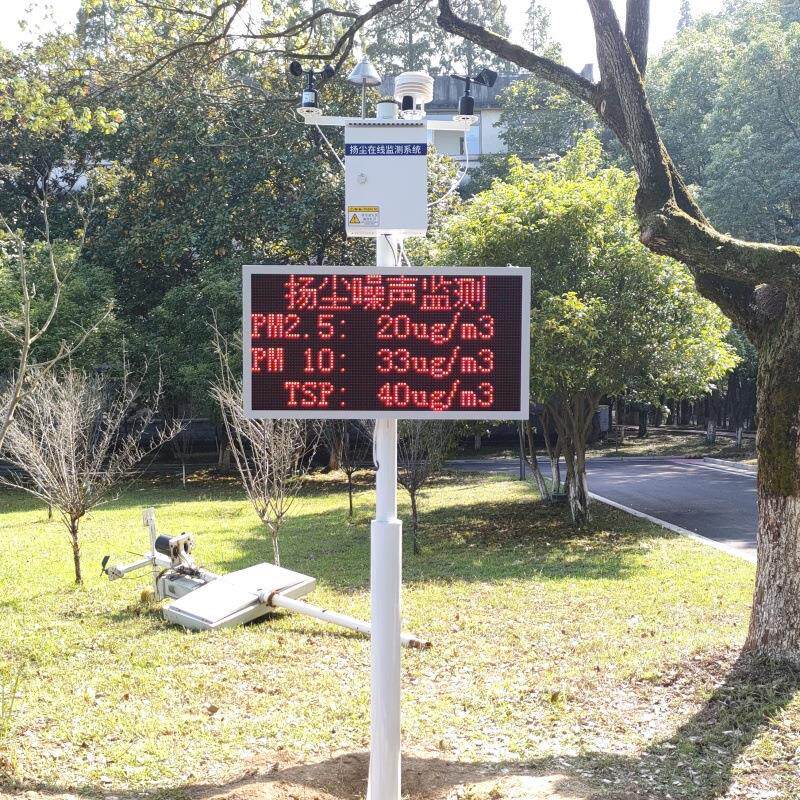 扬尘在线监测系统
扬尘噪声监测
PM2.5: 20ug/m3
PM 10: 33ug/m3
TSP: 40ug/m3